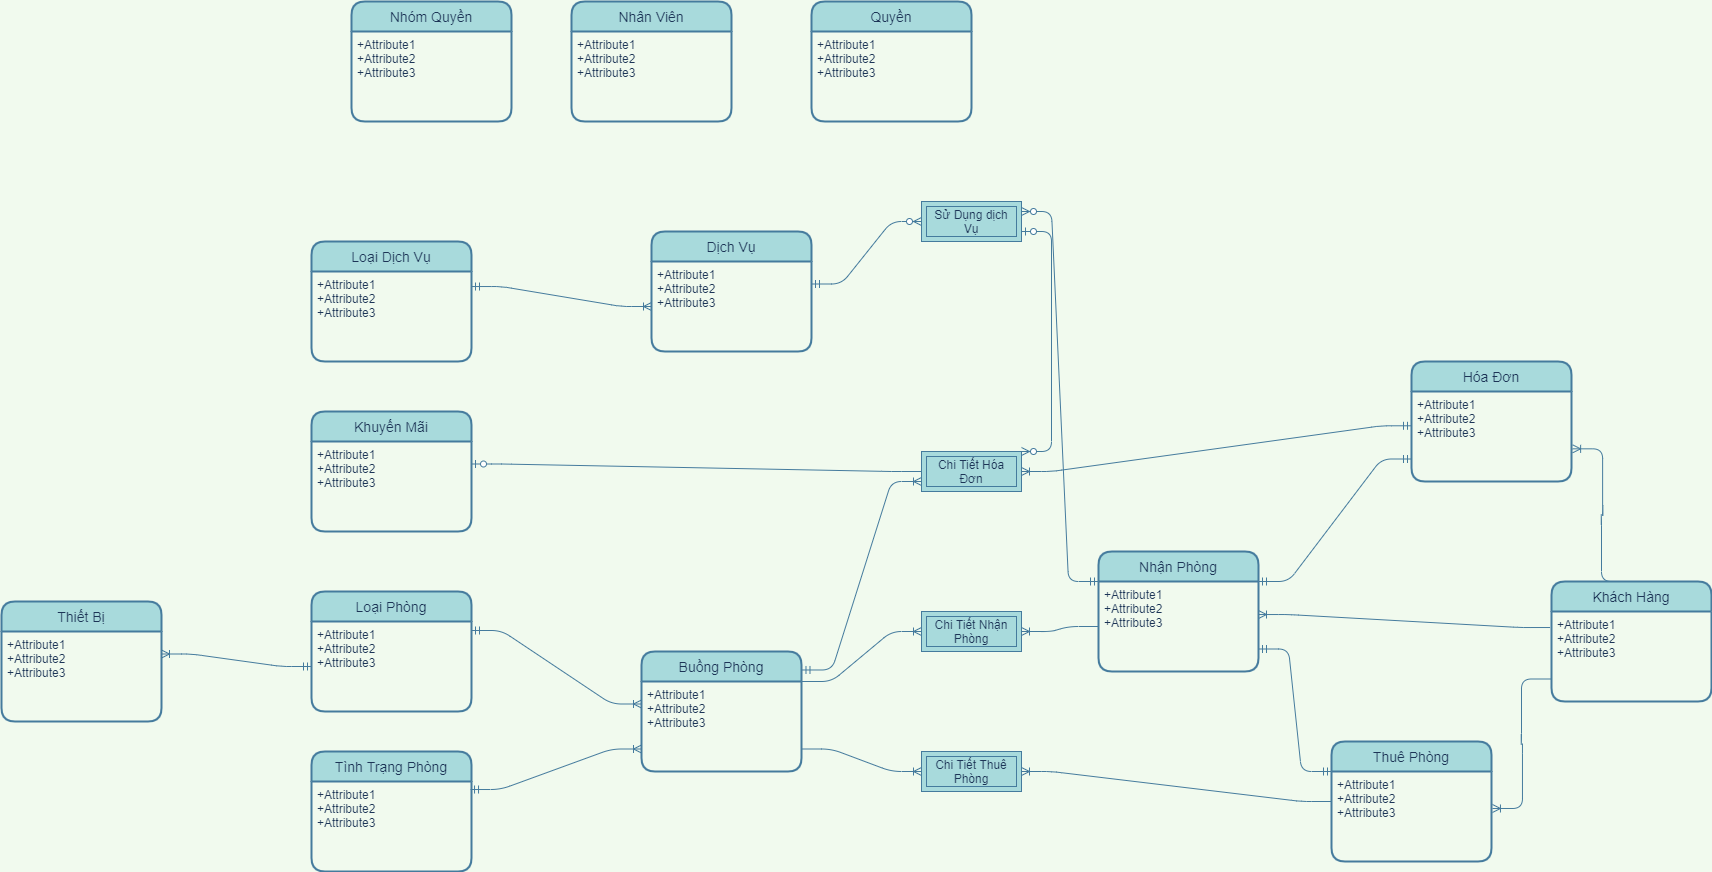 Nhóm Quyền
+Attribute1
+Attribute2
+Attribute3
Nhân Viên
+Attribute1
+Attribute2
+Attribute3
Quyền
+Attribute1
+Attribute2
+Attribute3
Sử Dụng dịch
Vụ
Dịch Vụ
+Attribute1
+Attribute2
+Attribute3
Loại Dịch Vụ
+Attribute1
+Attribute2
+Attribute3
Hóa Đơn
+Attribute1
+Attribute2
+Attribute3
Khuyến Mãi
+Attribute1
+Attribute2
+Attribute3
Chi Tiết Hóa
Đơn
Nhận Phòng
+Attribute1
+Attribute2
+Attribute3
Khách Hàng
+Attribute1
+Attribute2
+Attribute3
Thiết Bị
+Attribute1
+Attribute2
+Attribute3
Loại Phòng
+Attribute1
+Attribute2
+Attribute3
Chi Tiết Nhận
Phòng
Buồng Phòng
+Attribute1
+Attribute2
+Attribute3
Tình Trạng Phòng
+Attribute1
+Attribute2
+Attribute3
Chi Tiết Thuê
Phòng
Thuê Phòng
+Attribute1
+Attribute2
+Attribute3